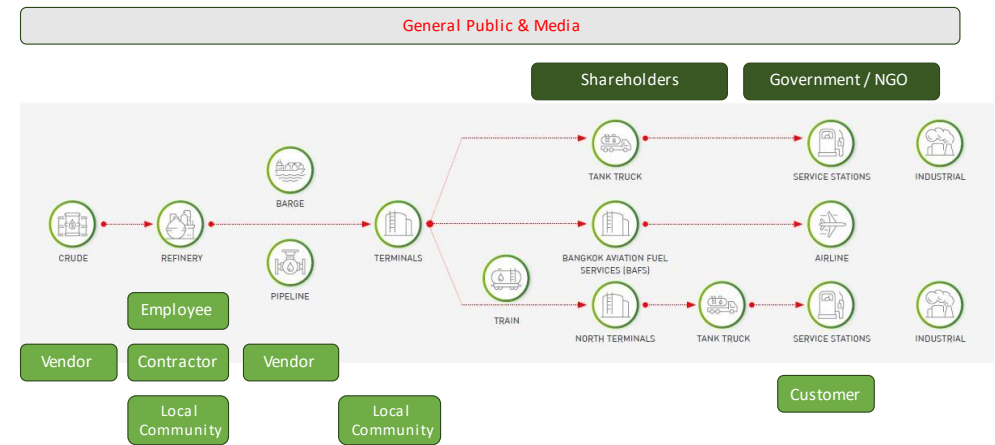 General Public & Media
Shareholders
Government / NGO
TANK TRUCK
SERVICE STATIONS
INDUSTRIAL
BARGE
CRUDE
REFINERY
TERMINALS
BANGKOK AVIATION FUEL
SERVICES (BAFS)
AIRLINE
PIPELINE
TRAIN
NORTH TERMINALS
TANK TRUCK
SERVICE STATIONS
INDUSTRIAL
Employee
Vendor
Contractor
Vendor
Customer
Local
Community
Local
Community